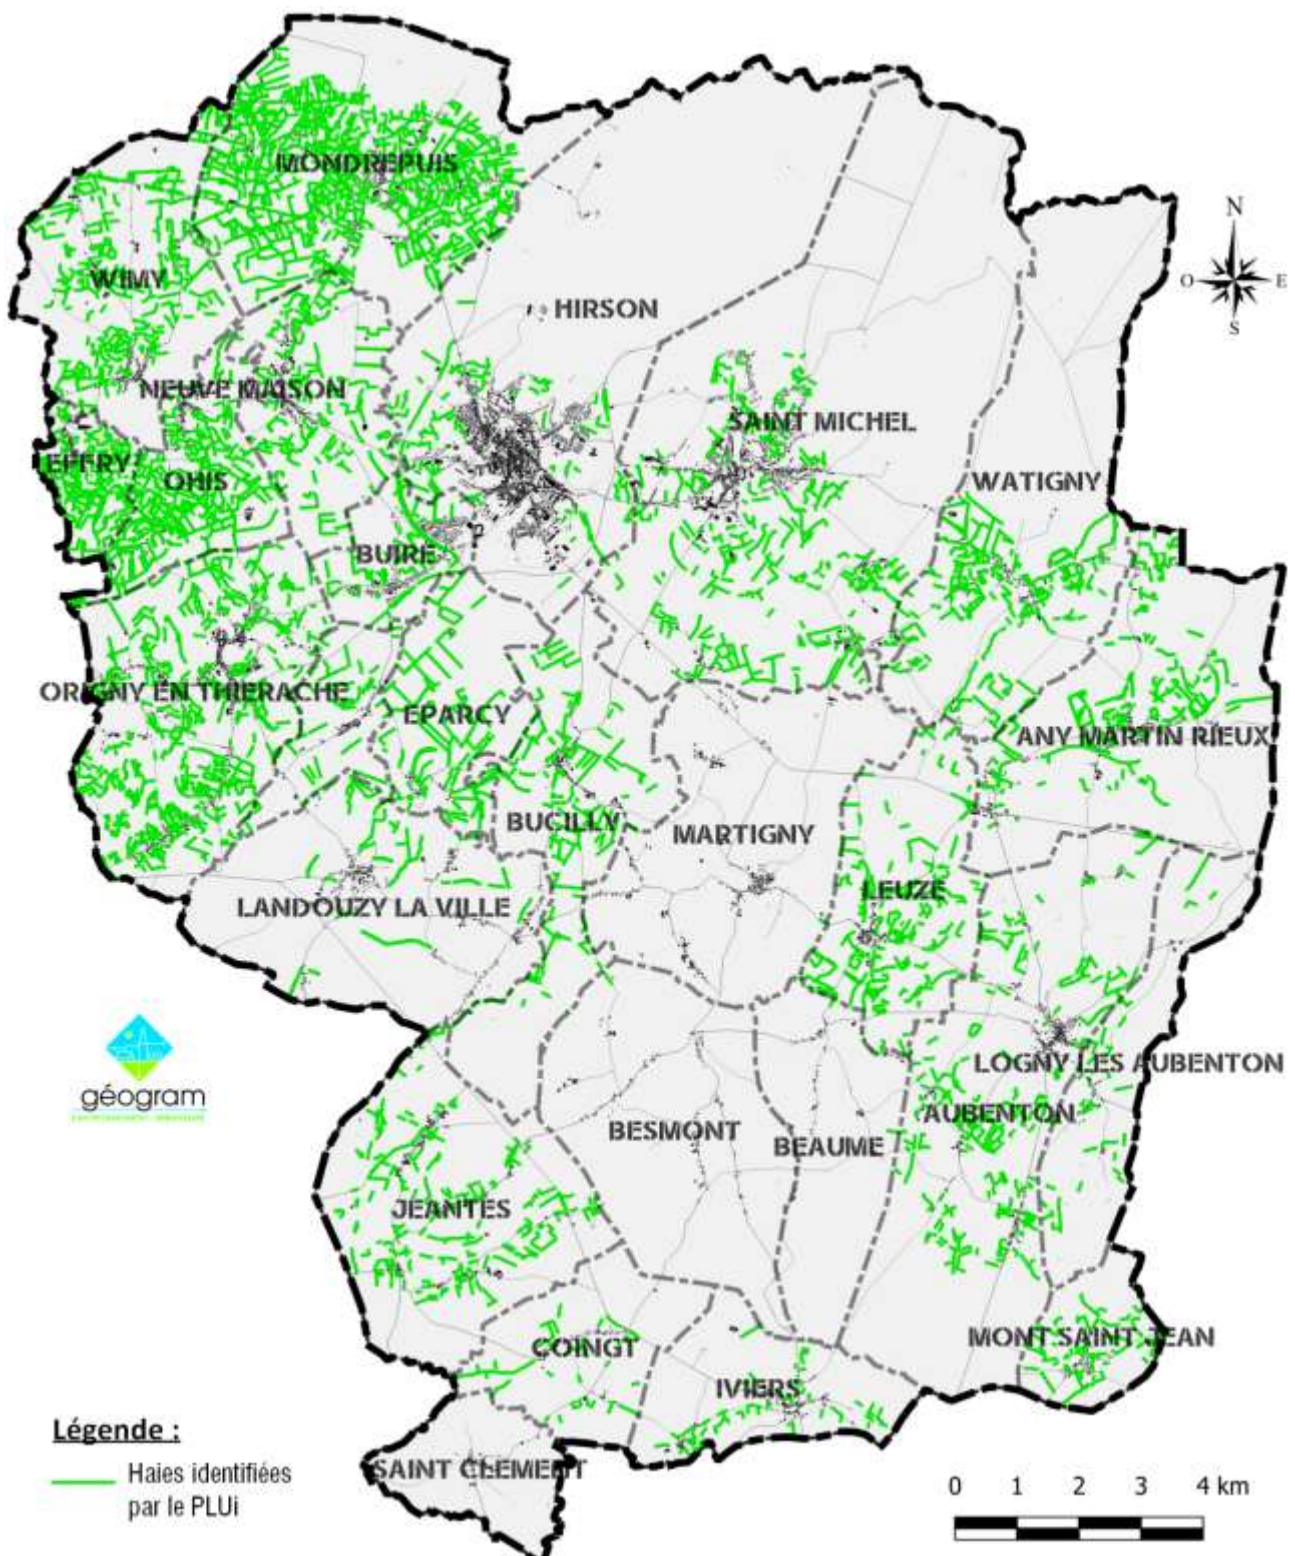 MONDREPUIS
WIMY
N
O
E
S
HIRSON
NEUVE MAISON
SAINT MICHEL
EFFRY
OHIS
WATIGNY
BUIRE
ORIGNY EN THIERACHE
EPARCY
ANY MARTIN RIEUX
BUCILLY
MARTIGNY
LEUZE
LANDOUZY LA VILLE
géogram
LOGNY LES AUBENTON
AUBENTON
BESMONT
BEAUME
JEANTES
MONT SAINT JEAN
COINGT
IVIERS
SAINT CLEMENT
Légende :
Haies identifiées
par le PLUi
0 1 2 3 4 km